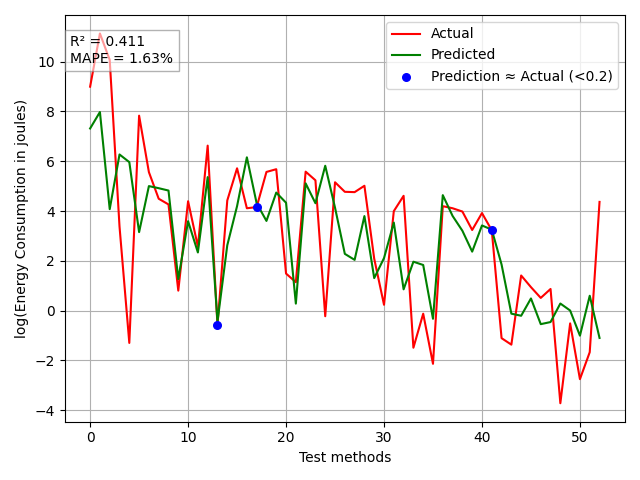 R² = 0.411
MAPE = 1.63%
Actual
Predicted
Prediction ≈ Actual (<0.2)
log(Energy Consumption in joules)
10
8
6
4
2
0
−2
−4
0 10 20 30 40 50
Test methods